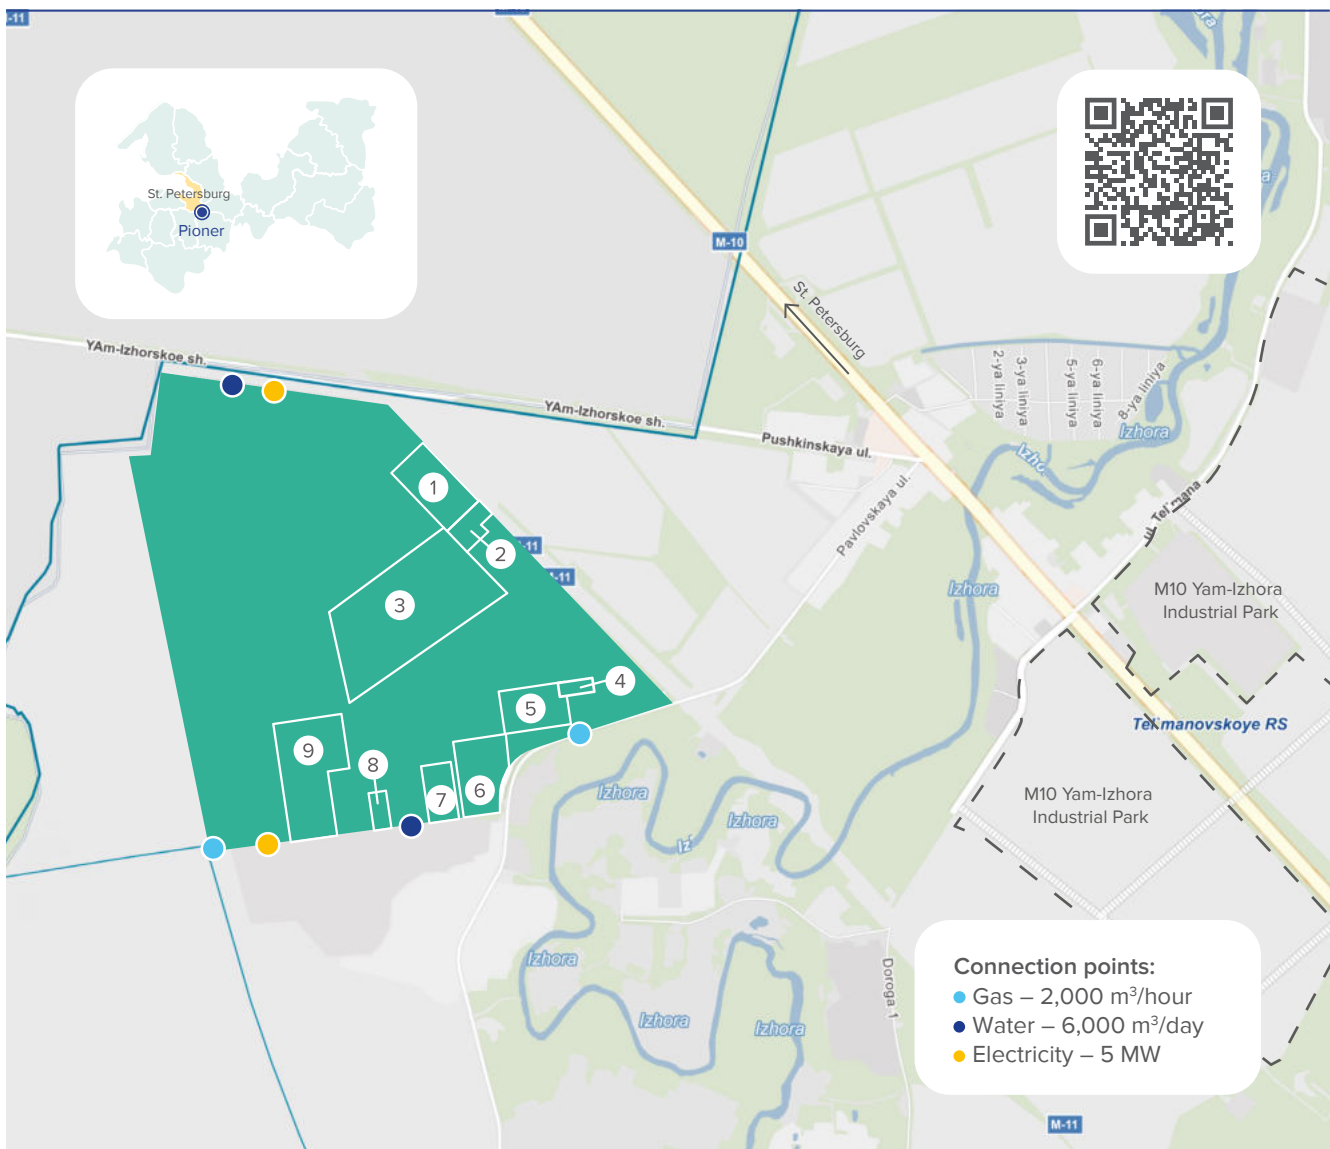 -11
St. Petersburg
Pioner
M-10
St. Petersburg
YAm-Izhorskoe sh.
YAm-Izhorskoe sh.
Pushkinskaya ul.
Pavlovskaya ul.
2-ya liniya
3-ya liniya
5-ya liniya
6-ya liniya
8-ya liniya
Izhora
ul. Tel'mana
Izhora
1
2
3
4
5
6
7
8
9
-11
-11
M10 Yam-Izhora
Industrial Park
Tel'manovskoye RS
M10 Yam-Izhora
Industrial Park
Izhora
Izhora
Izhora
Izhora
Izhora
Doroga 1
Connection points:
Gas – 2,000 m³/hour
Water – 6,000 m³/day
Electricity – 5 MW
M-11